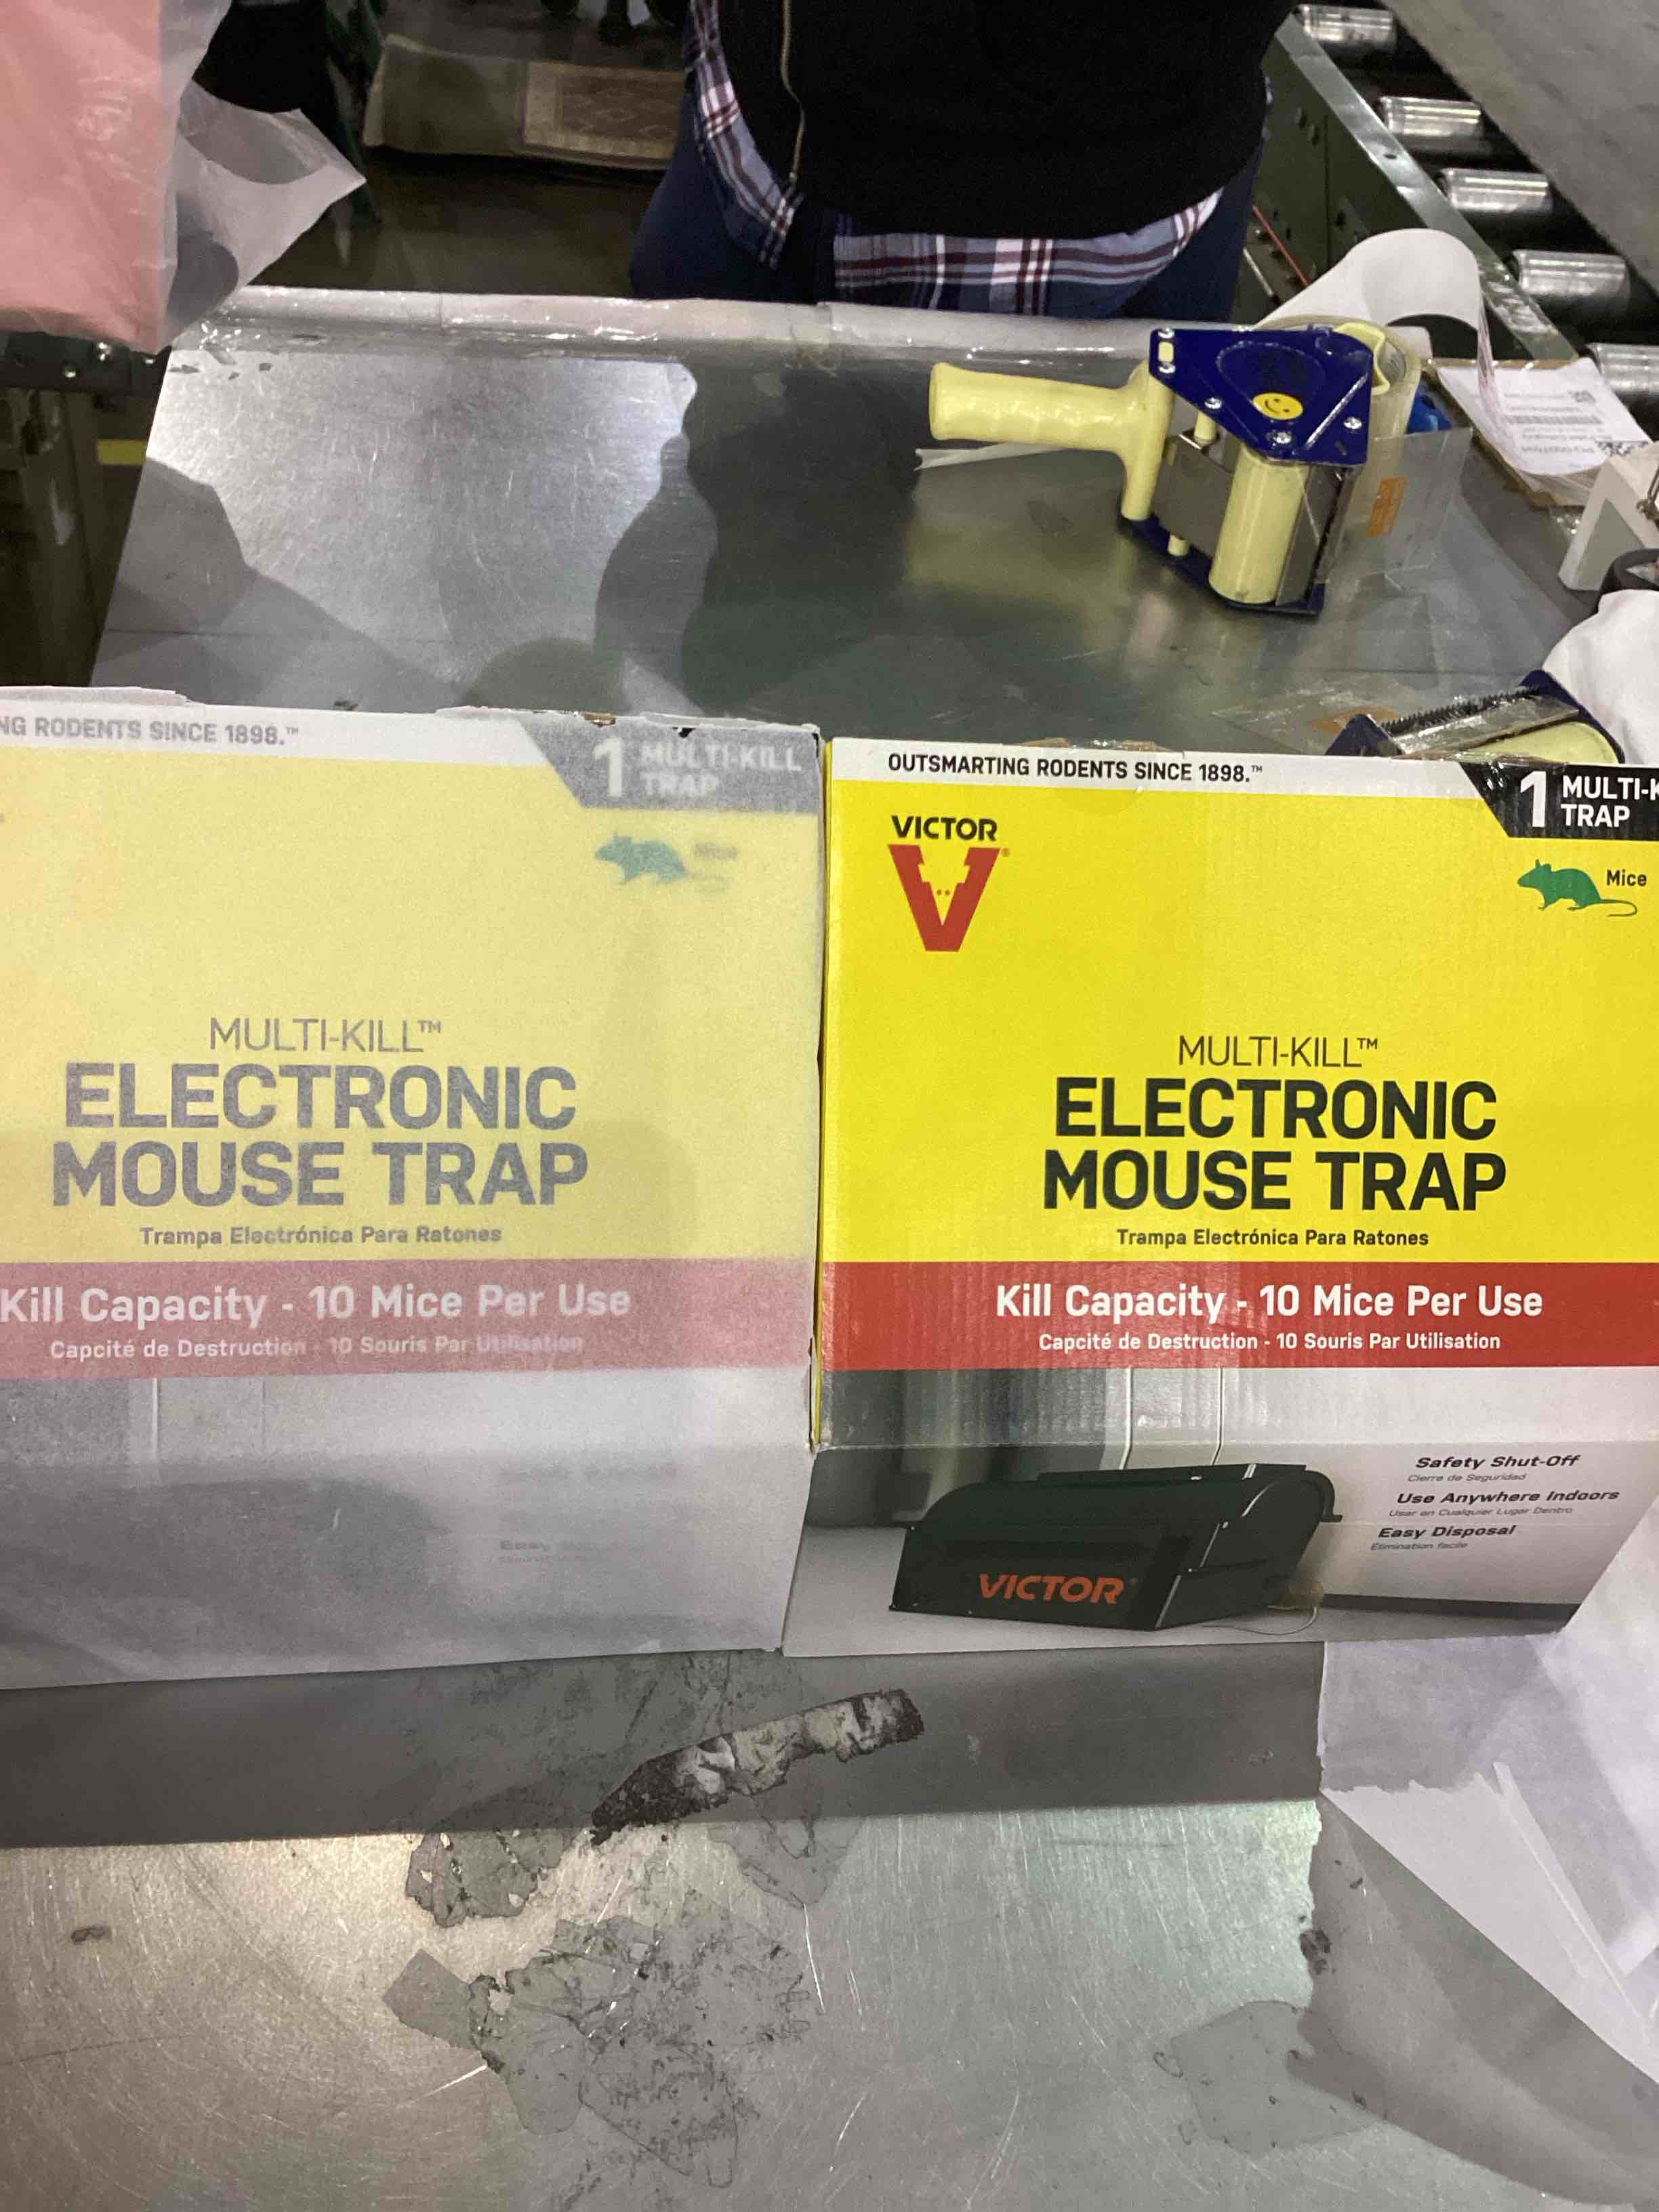 NG RODENTS SINCE 1898.™
1 MULTI-KILL
TRAP
Mice
MULTI-KILL™
ELECTRONIC
MOUSE TRAP
Trampa Electrónica Para Ratones
Kill Capacity - 10 Mice Per Use
Capcité de Destruction - 10 Souris Par Utilisation
Easy
OUTSMARTING RODENTS SINCE 1898.™
1 MULTI-K
TRAP
VICTOR
V®
Mice
MULTI-KILL™
ELECTRONIC
MOUSE TRAP
Trampa Electrónica Para Ratones
Kill Capacity - 10 Mice Per Use
Capcité de Destruction - 10 Souris Par Utilisation
Safety Shut-Off
Cierre de Seguridad
Use Anywhere Indoors
Usar en Cualquier Lugar Dentro
Easy Disposal
Élimination facile
VICTOR